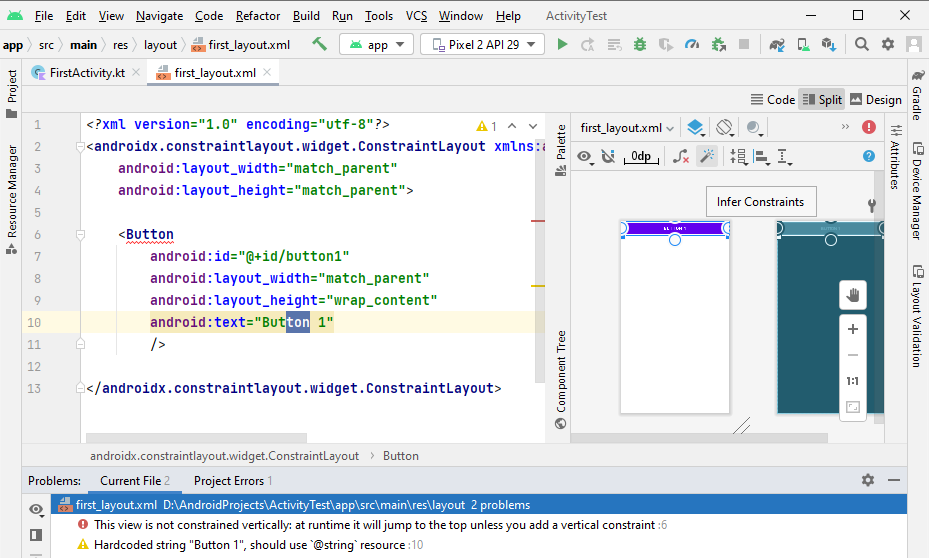 File Edit View Navigate Code Refactor Build Run Tools VCS Window Help ActivityTest
app src main res layout first_layout.xml app Pixel 2 API 29
FirstActivity.kt first_layout.xml
Code Split Design
Project
Resource Manager
1 <?xml version="1.0" encoding="utf-8"?>
2 <androidx.constraintlayout.widget.ConstraintLayout xmlns:a
3 android:layout_width="match_parent"
4 android:layout_height="match_parent">
5
6 <Button
7 android:id="@+id/button1"
8 android:layout_width="match_parent"
9 android:layout_height="wrap_content"
10 android:text="Button 1"
11 />
12
13 </androidx.constraintlayout.widget.ConstraintLayout>
1
Palette
Component Tree
first_layout.xml
0dp
Infer Constraints
BUTTON 1
1:1
Attributes
Gradle
Device Manager
Layout Validation
androidx.constraintlayout.widget.ConstraintLayout Button
Problems: Current File 2 Project Errors 1
first_layout.xml D:\AndroidProjects\ActivityTest\app\src\main\res\layout 2 problems
This view is not constrained vertically: at runtime it will jump to the top unless you add a vertical constraint :6
Hardcoded string "Button 1", should use `@string` resource :10